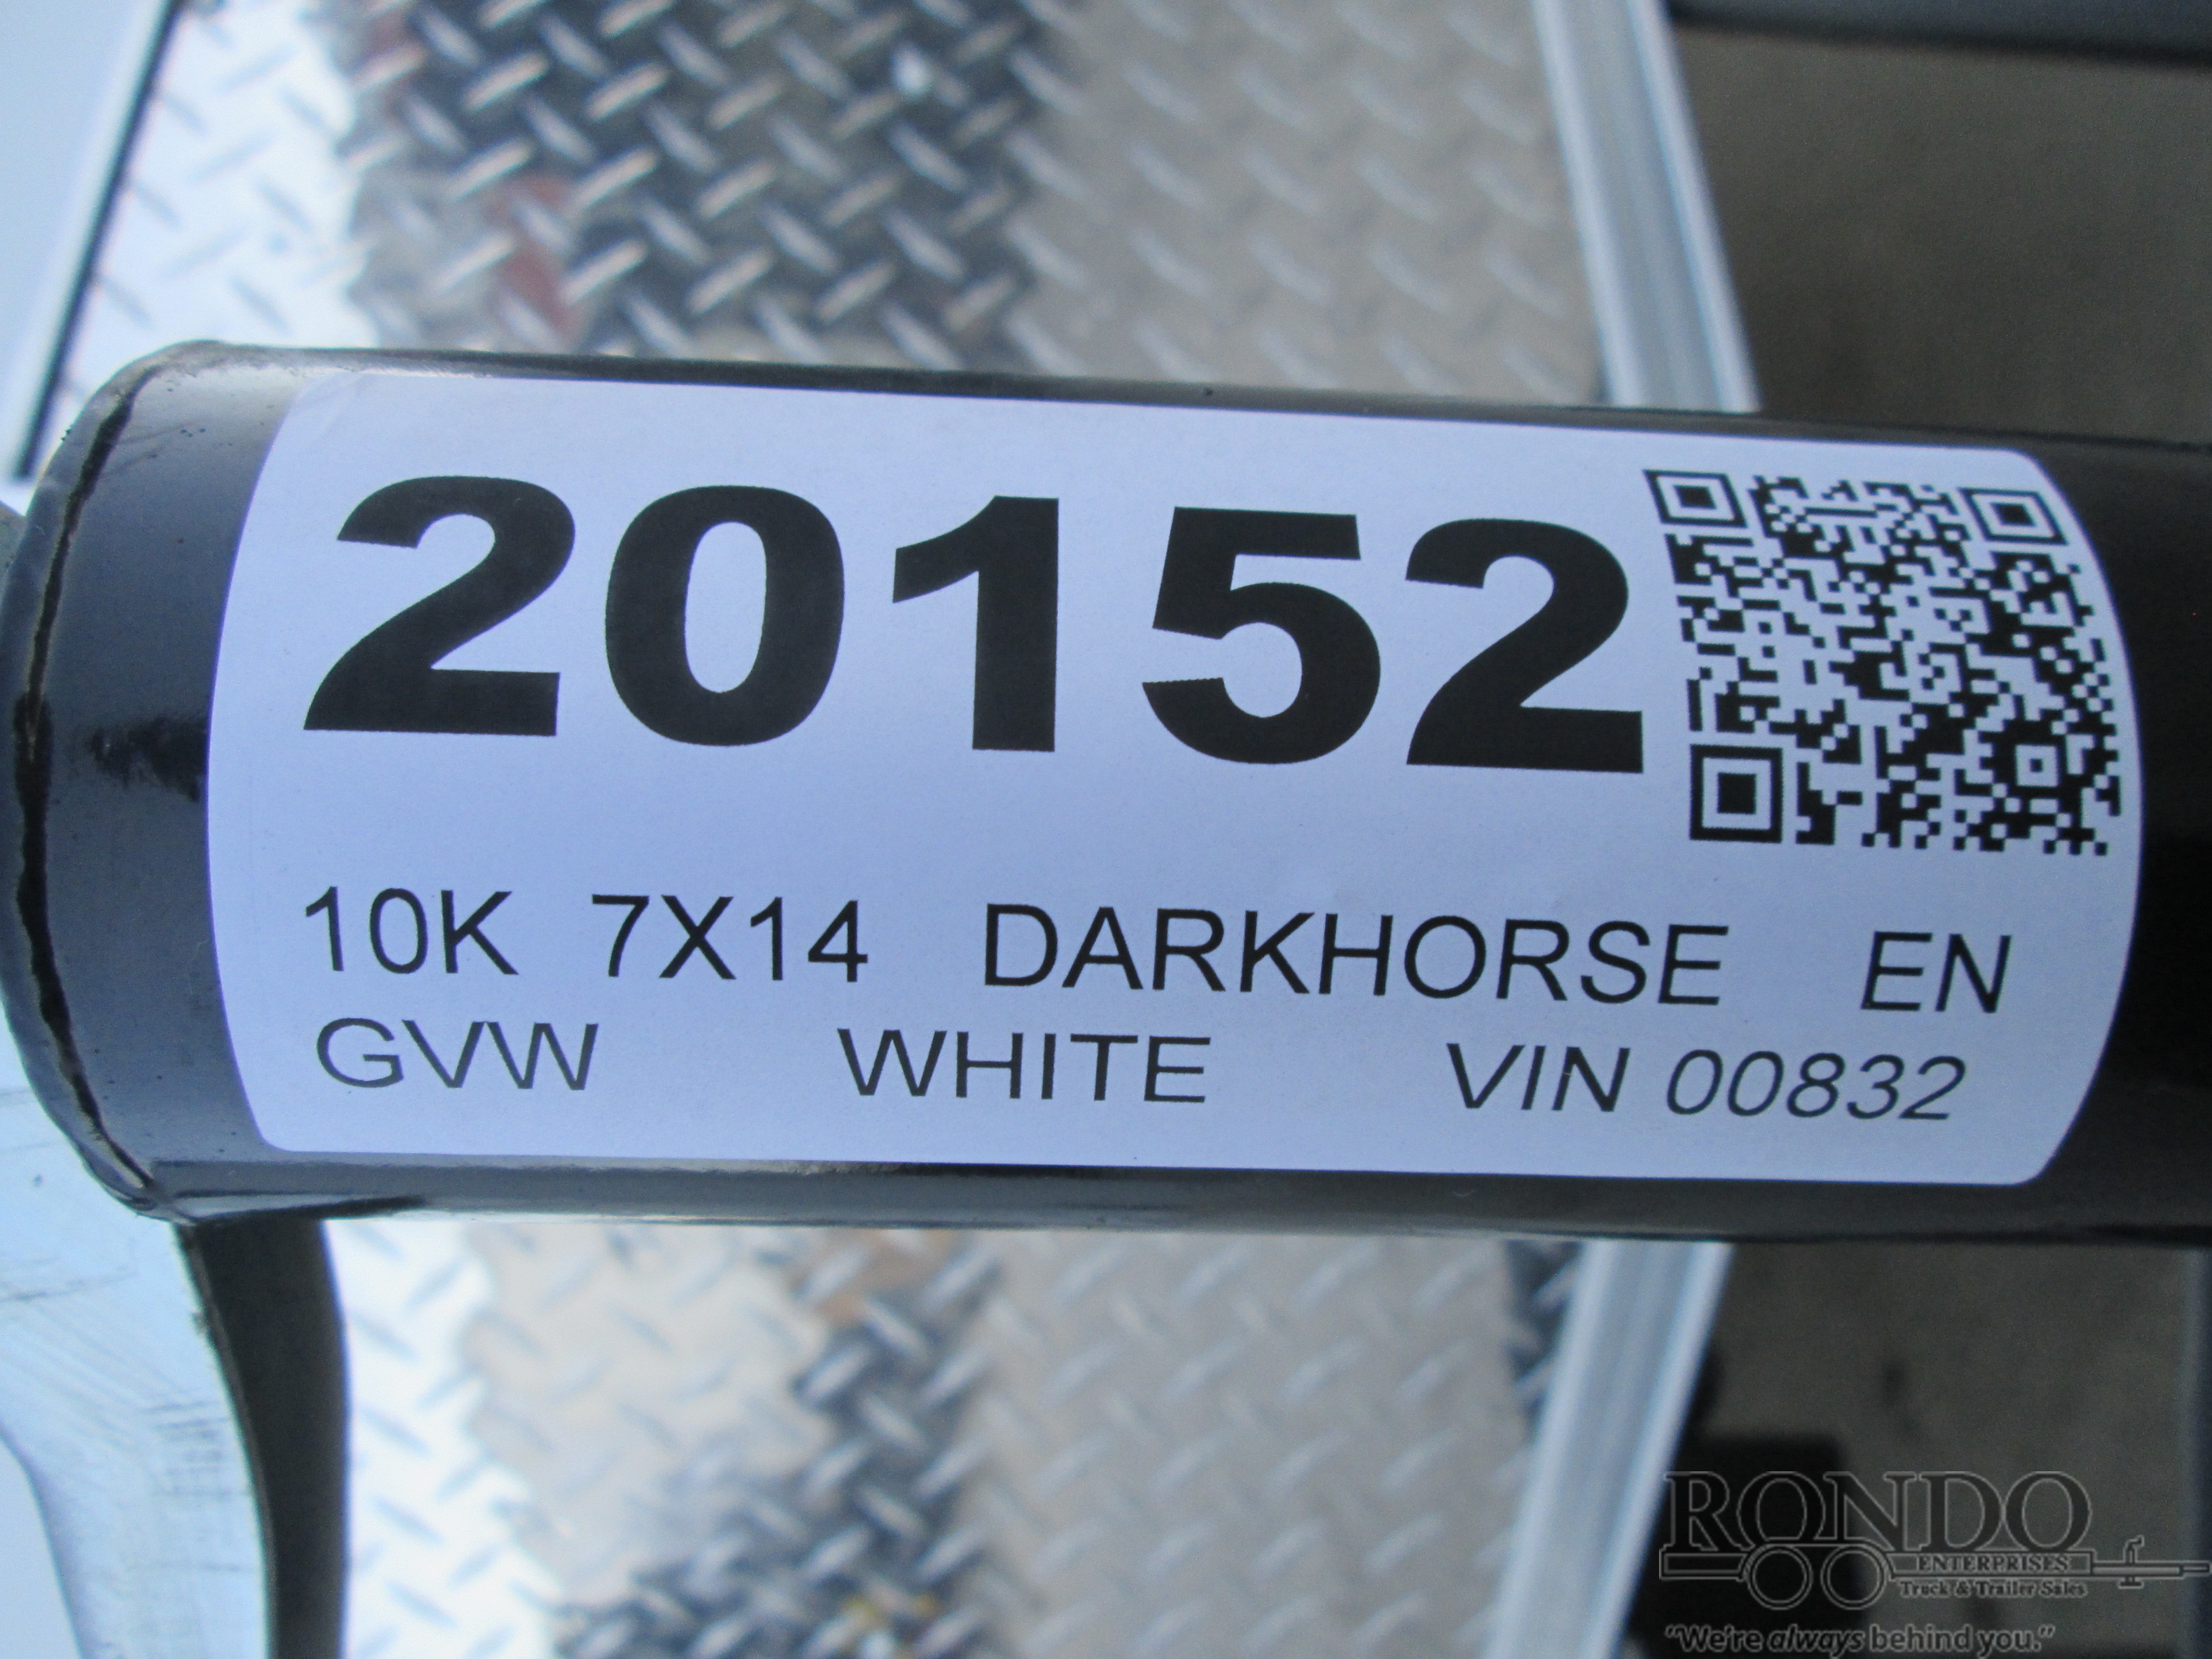 20152
10K 7X14 DARKHORSE EN
GVW WHITE VIN 00832
RONDO
ENTERPRISES
Truck & Trailer Sales
"We're always behind you."